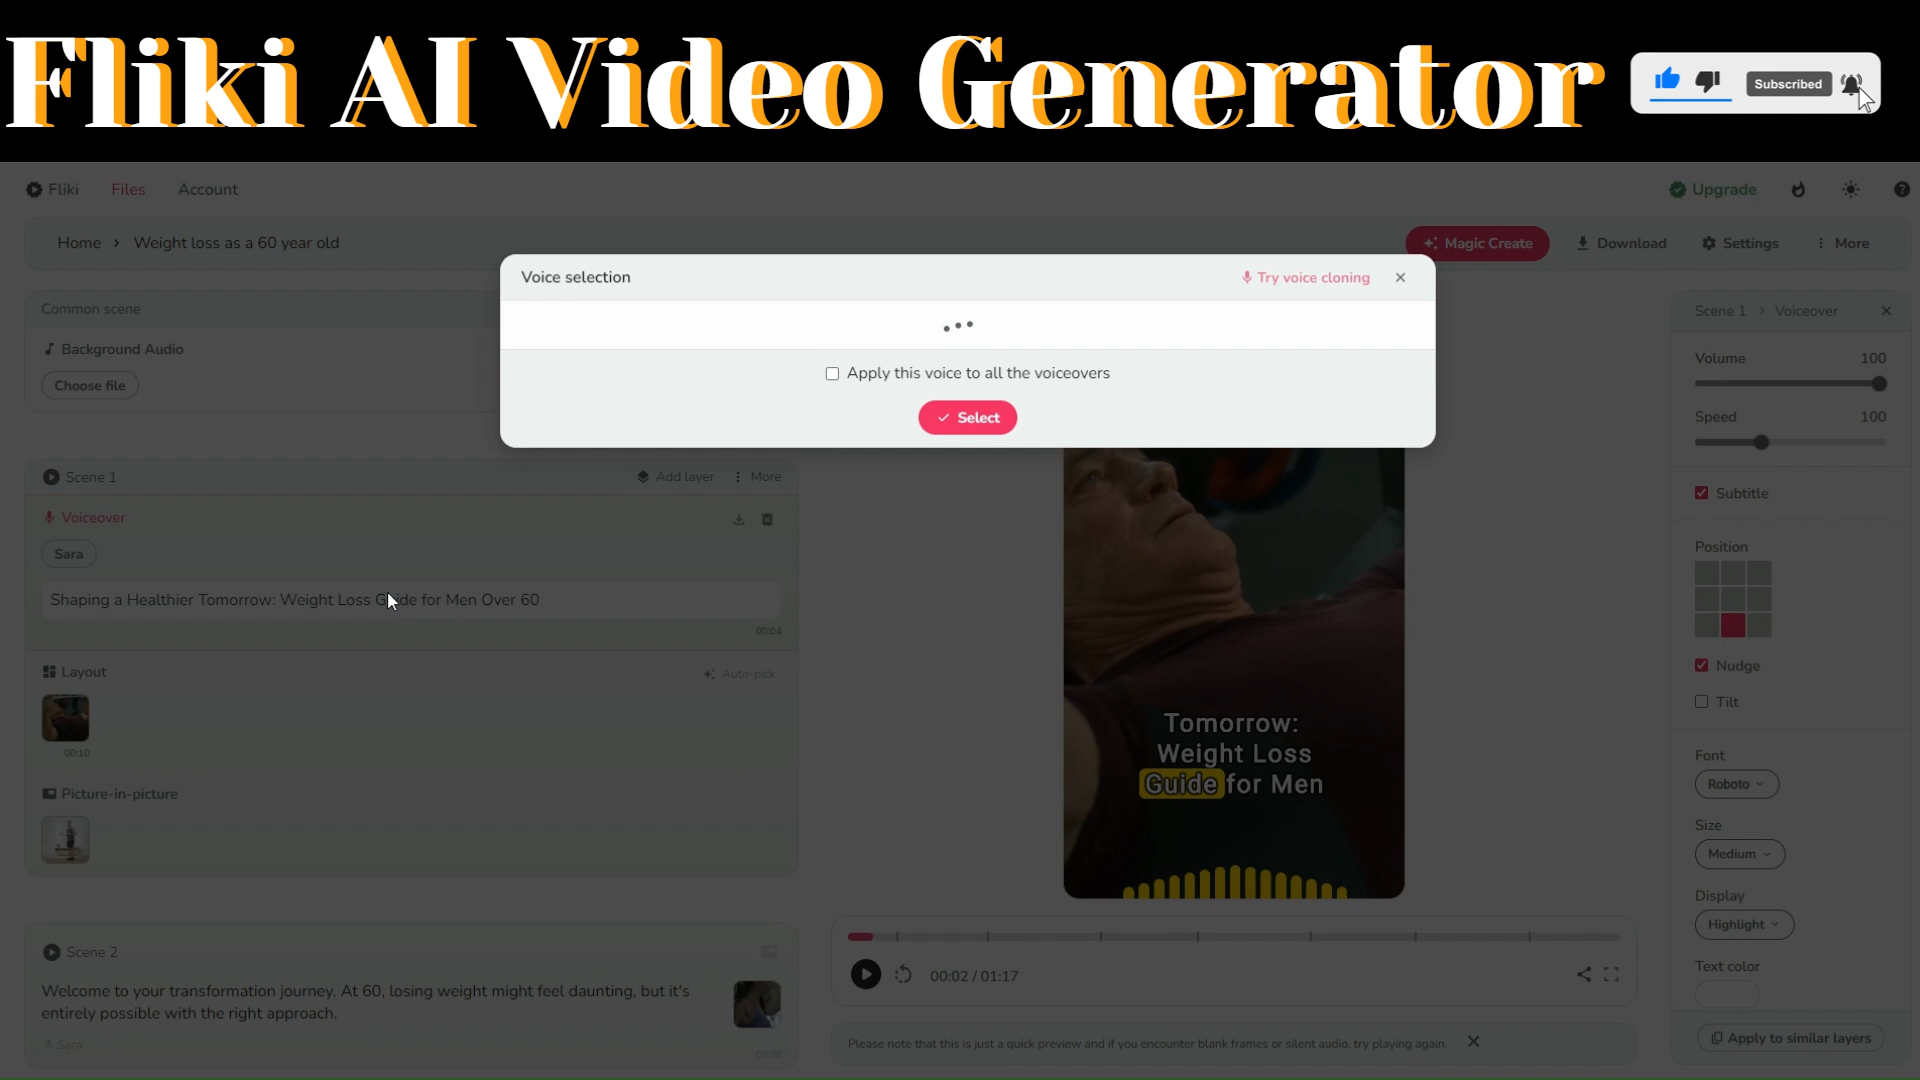 Fliki AI Video Generator
Subscribed
Fliki
Files
Account
Upgrade
Home > Weight loss as a 60 year old
Magic Create
Download
Settings
More
Voice selection
Try voice cloning
Apply this voice to all the voiceovers
Select
Common scene
Background Audio
Choose file
Scene 1
Add layer
More
Voiceover
Sara
Shaping a Healthier Tomorrow: Weight Loss Guide for Men Over 60
00:04
Layout
Auto-pick
00:10
Picture-in-picture
Scene 2
Welcome to your transformation journey. At 60, losing weight might feel daunting, but it's
entirely possible with the right approach.
Sara
00:06
Tomorrow:
Weight Loss
Guide for Men
00:02 / 01:17
Please note that this is just a quick preview and if you encounter blank frames or silent audio, try playing again.
Scene 1 > Voiceover
Volume 100
Speed 100
Subtitle
Position
Nudge
Tilt
Font
Roboto
Size
Medium
Display
Highlight
Text color
Apply to similar layers